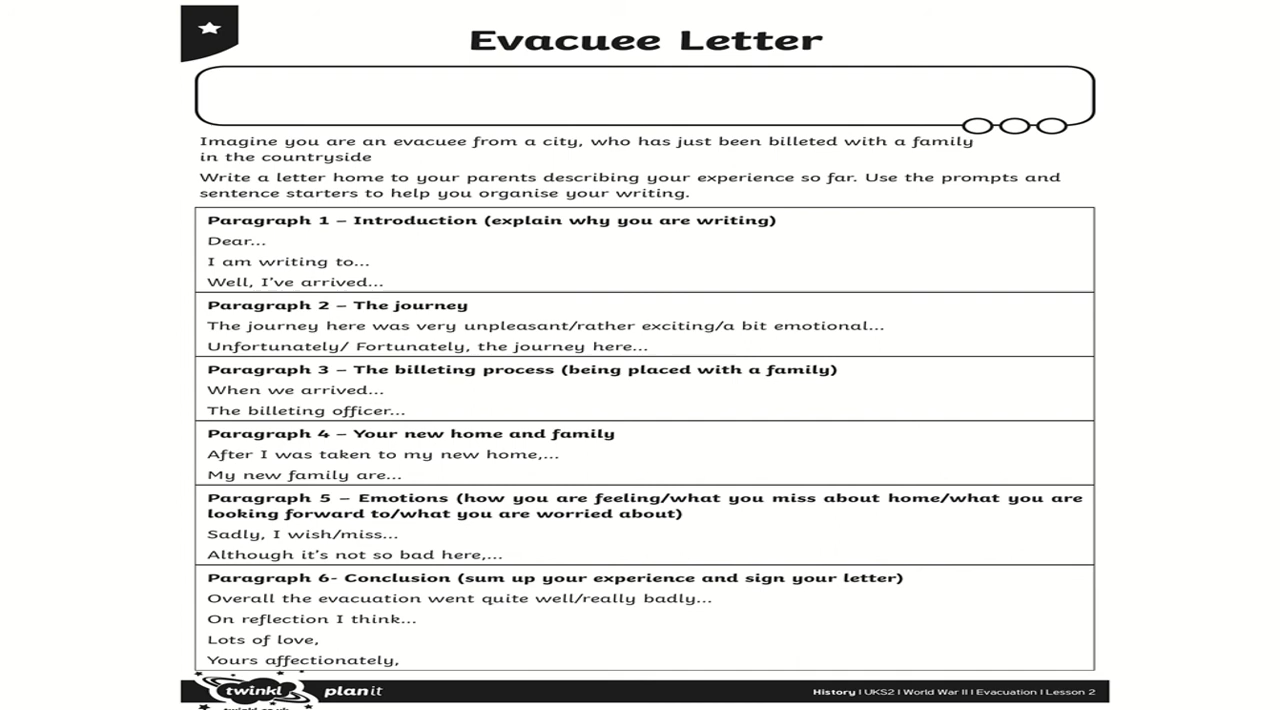 Evacuee Letter
Imagine you are an evacuee from a city, who has just been billeted with a family
in the countryside
Write a letter home to your parents describing your experience so far. Use the prompts and
sentence starters to help you organise your writing.
Paragraph 1 – Introduction (explain why you are writing)
Dear...
I am writing to...
Well, I've arrived...
Paragraph 2 – The journey
The journey here was very unpleasant/rather exciting/a bit emotional...
Unfortunately/ Fortunately, the journey here...
Paragraph 3 – The billeting process (being placed with a family)
When we arrived...
The billeting officer...
Paragraph 4 – Your new home and family
After I was taken to my new home,...
My new family are...
Paragraph 5 – Emotions (how you are feeling/what you miss about home/what you are
looking forward to/what you are worried about)
Sadly, I wish/miss...
Although it's not so bad here,...
Paragraph 6- Conclusion (sum up your experience and sign your letter)
Overall the evacuation went quite well/really badly...
On reflection I think...
Lots of love,
Yours affectionately,
twinkl planit
History | UKS2 | World War II | Evacuation | Lesson 2